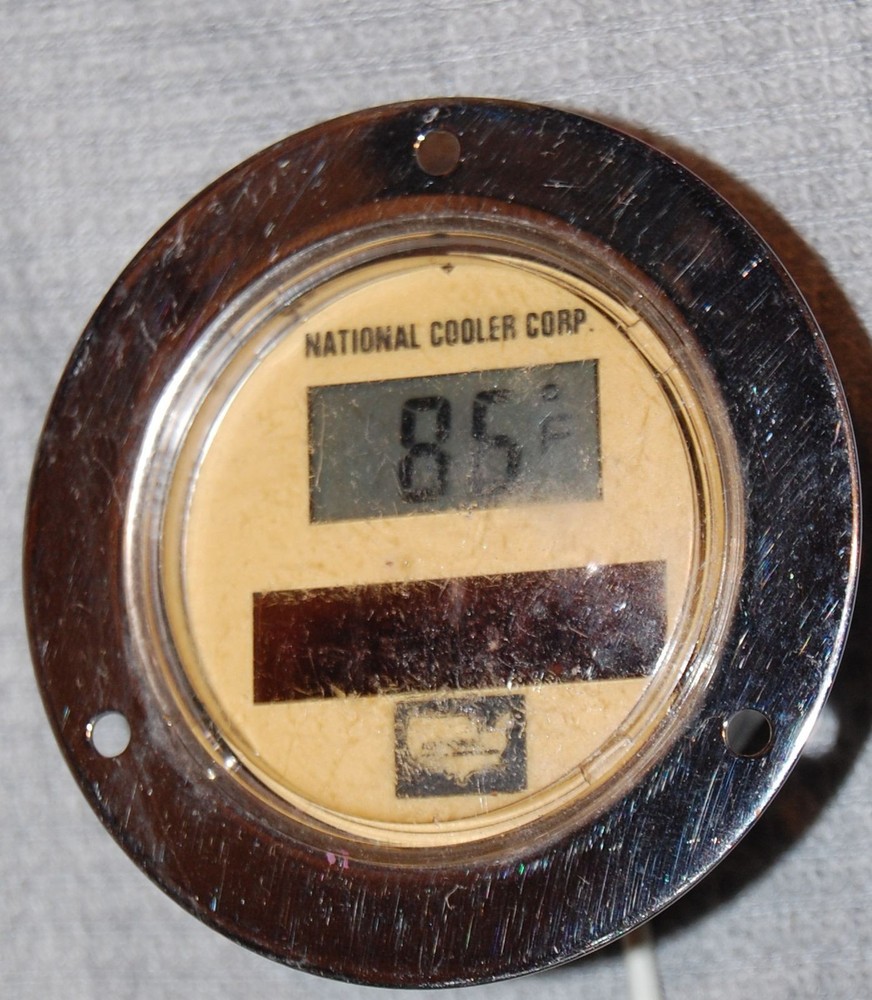 NATIONAL COOLER CORP.
85 °F